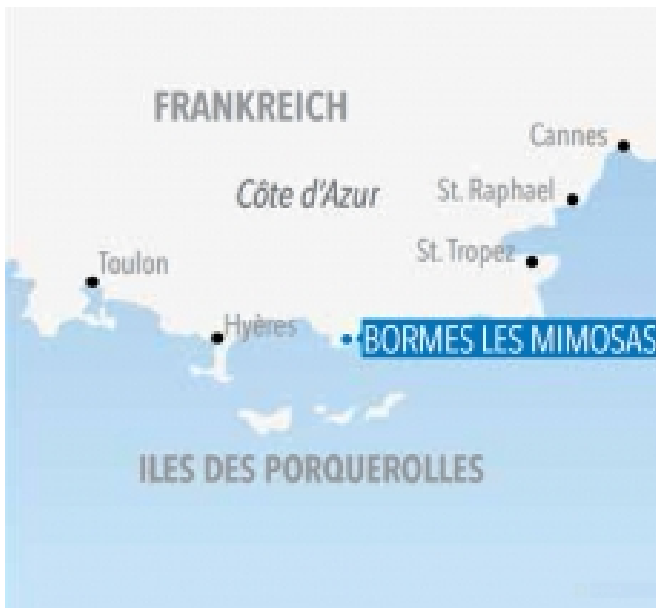 FRANKREICH
Cannes
Côte d'Azur
St. Raphael
St. Tropez
Toulon
Hyères
BORMES LES MIMOSAS
ILES DES PORQUEROLLES